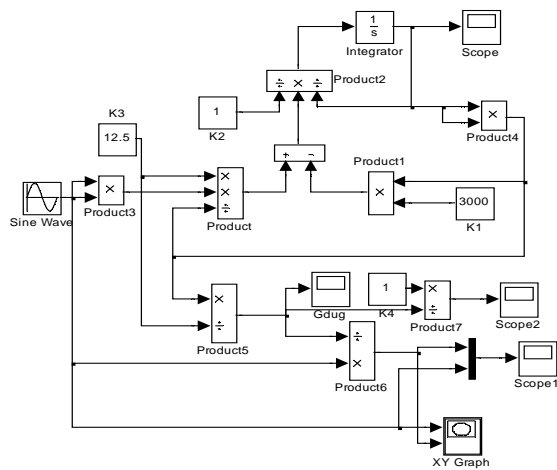 1
s
Integrator
Scope
÷ × ÷
Product2
K3
12.5
1
K2
×
Product4
+ -
Product1
×
×
Product3
×
×
÷
Product
3000
K1
Sine Wave
×
÷
Product5
Gdug
1
K4
×
÷
Product7
Scope2
÷
×
Product6
Scope1
XY Graph